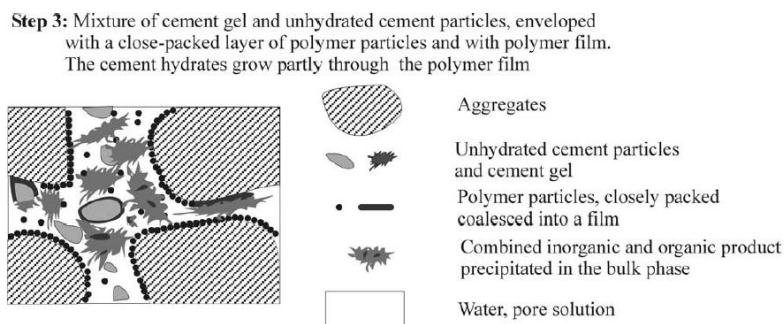 Step 3: Mixture of cement gel and unhydrated cement particles, enveloped
with a close-packed layer of polymer particles and with polymer film.
The cement hydrates grow partly through the polymer film
Aggregates
Unhydrated cement particles
and cement gel
Polymer particles, closely packed
coalesced into a film
Combined inorganic and organic product
precipitated in the bulk phase
Water, pore solution